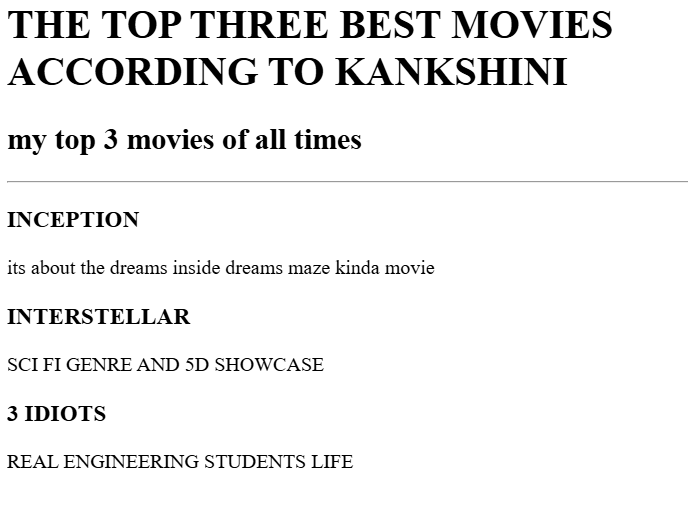 THE TOP THREE BEST MOVIES
ACCORDING TO KANKSHINI
my top 3 movies of all times
INCEPTION
its about the dreams inside dreams maze kinda movie
INTERSTELLAR
SCI FI GENRE AND 5D SHOWCASE
3 IDIOTS
REAL ENGINEERING STUDENTS LIFE